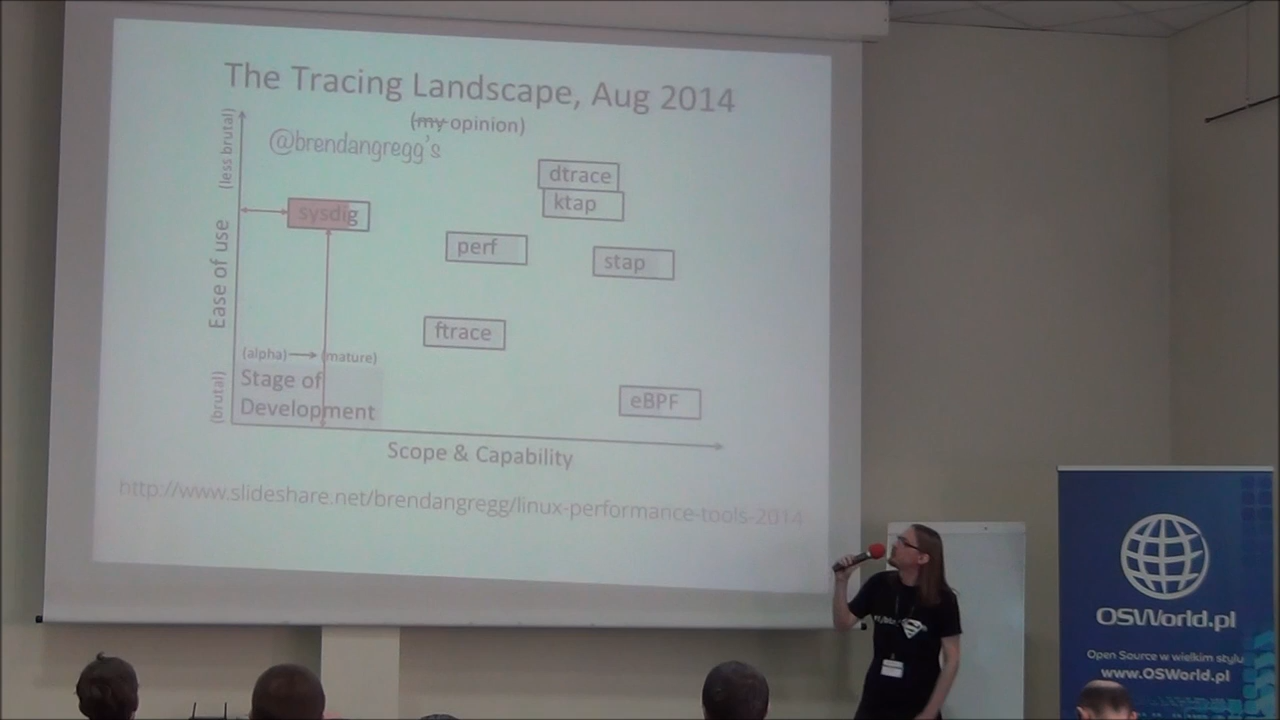 The Tracing Landscape, Aug 2014
(my opinion)
@brendangregg's
(less brutal)
Ease of use
(brutal)
dtrace
ktap
sysdig
perf
stap
ftrace
(alpha) → (mature)
Stage of
Development
eBPF
Scope & Capability
http://www.slideshare.net/brendangregg/linux-performance-tools-2014
OSWorld.pl
Open Source w wielkim stylu
www.OSWorld.pl